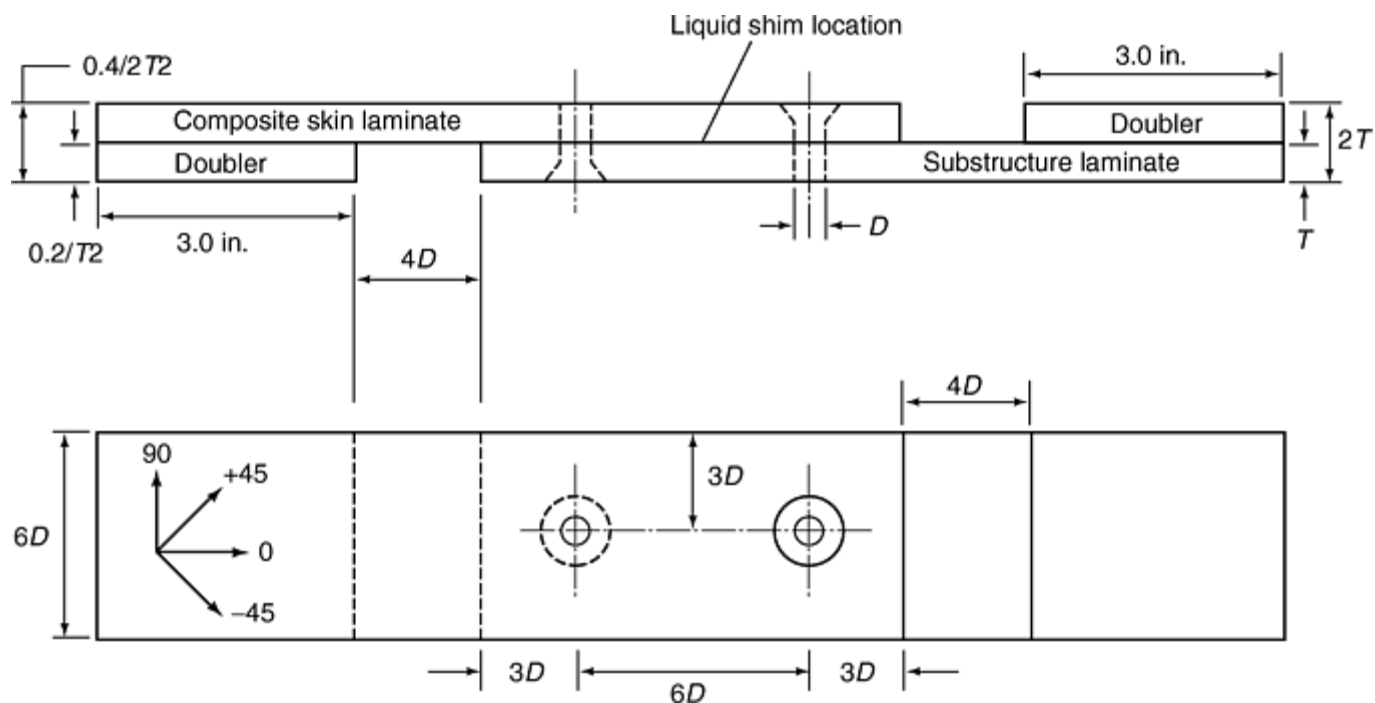 Liquid shim location
0.4/2T2
3.0 in.
Composite skin laminate
Doubler
2T
Doubler
Substructure laminate
0.2/T2
3.0 in.
D
T
4D
4D
90
+45
3D
6D
0
−45
3D
6D
3D